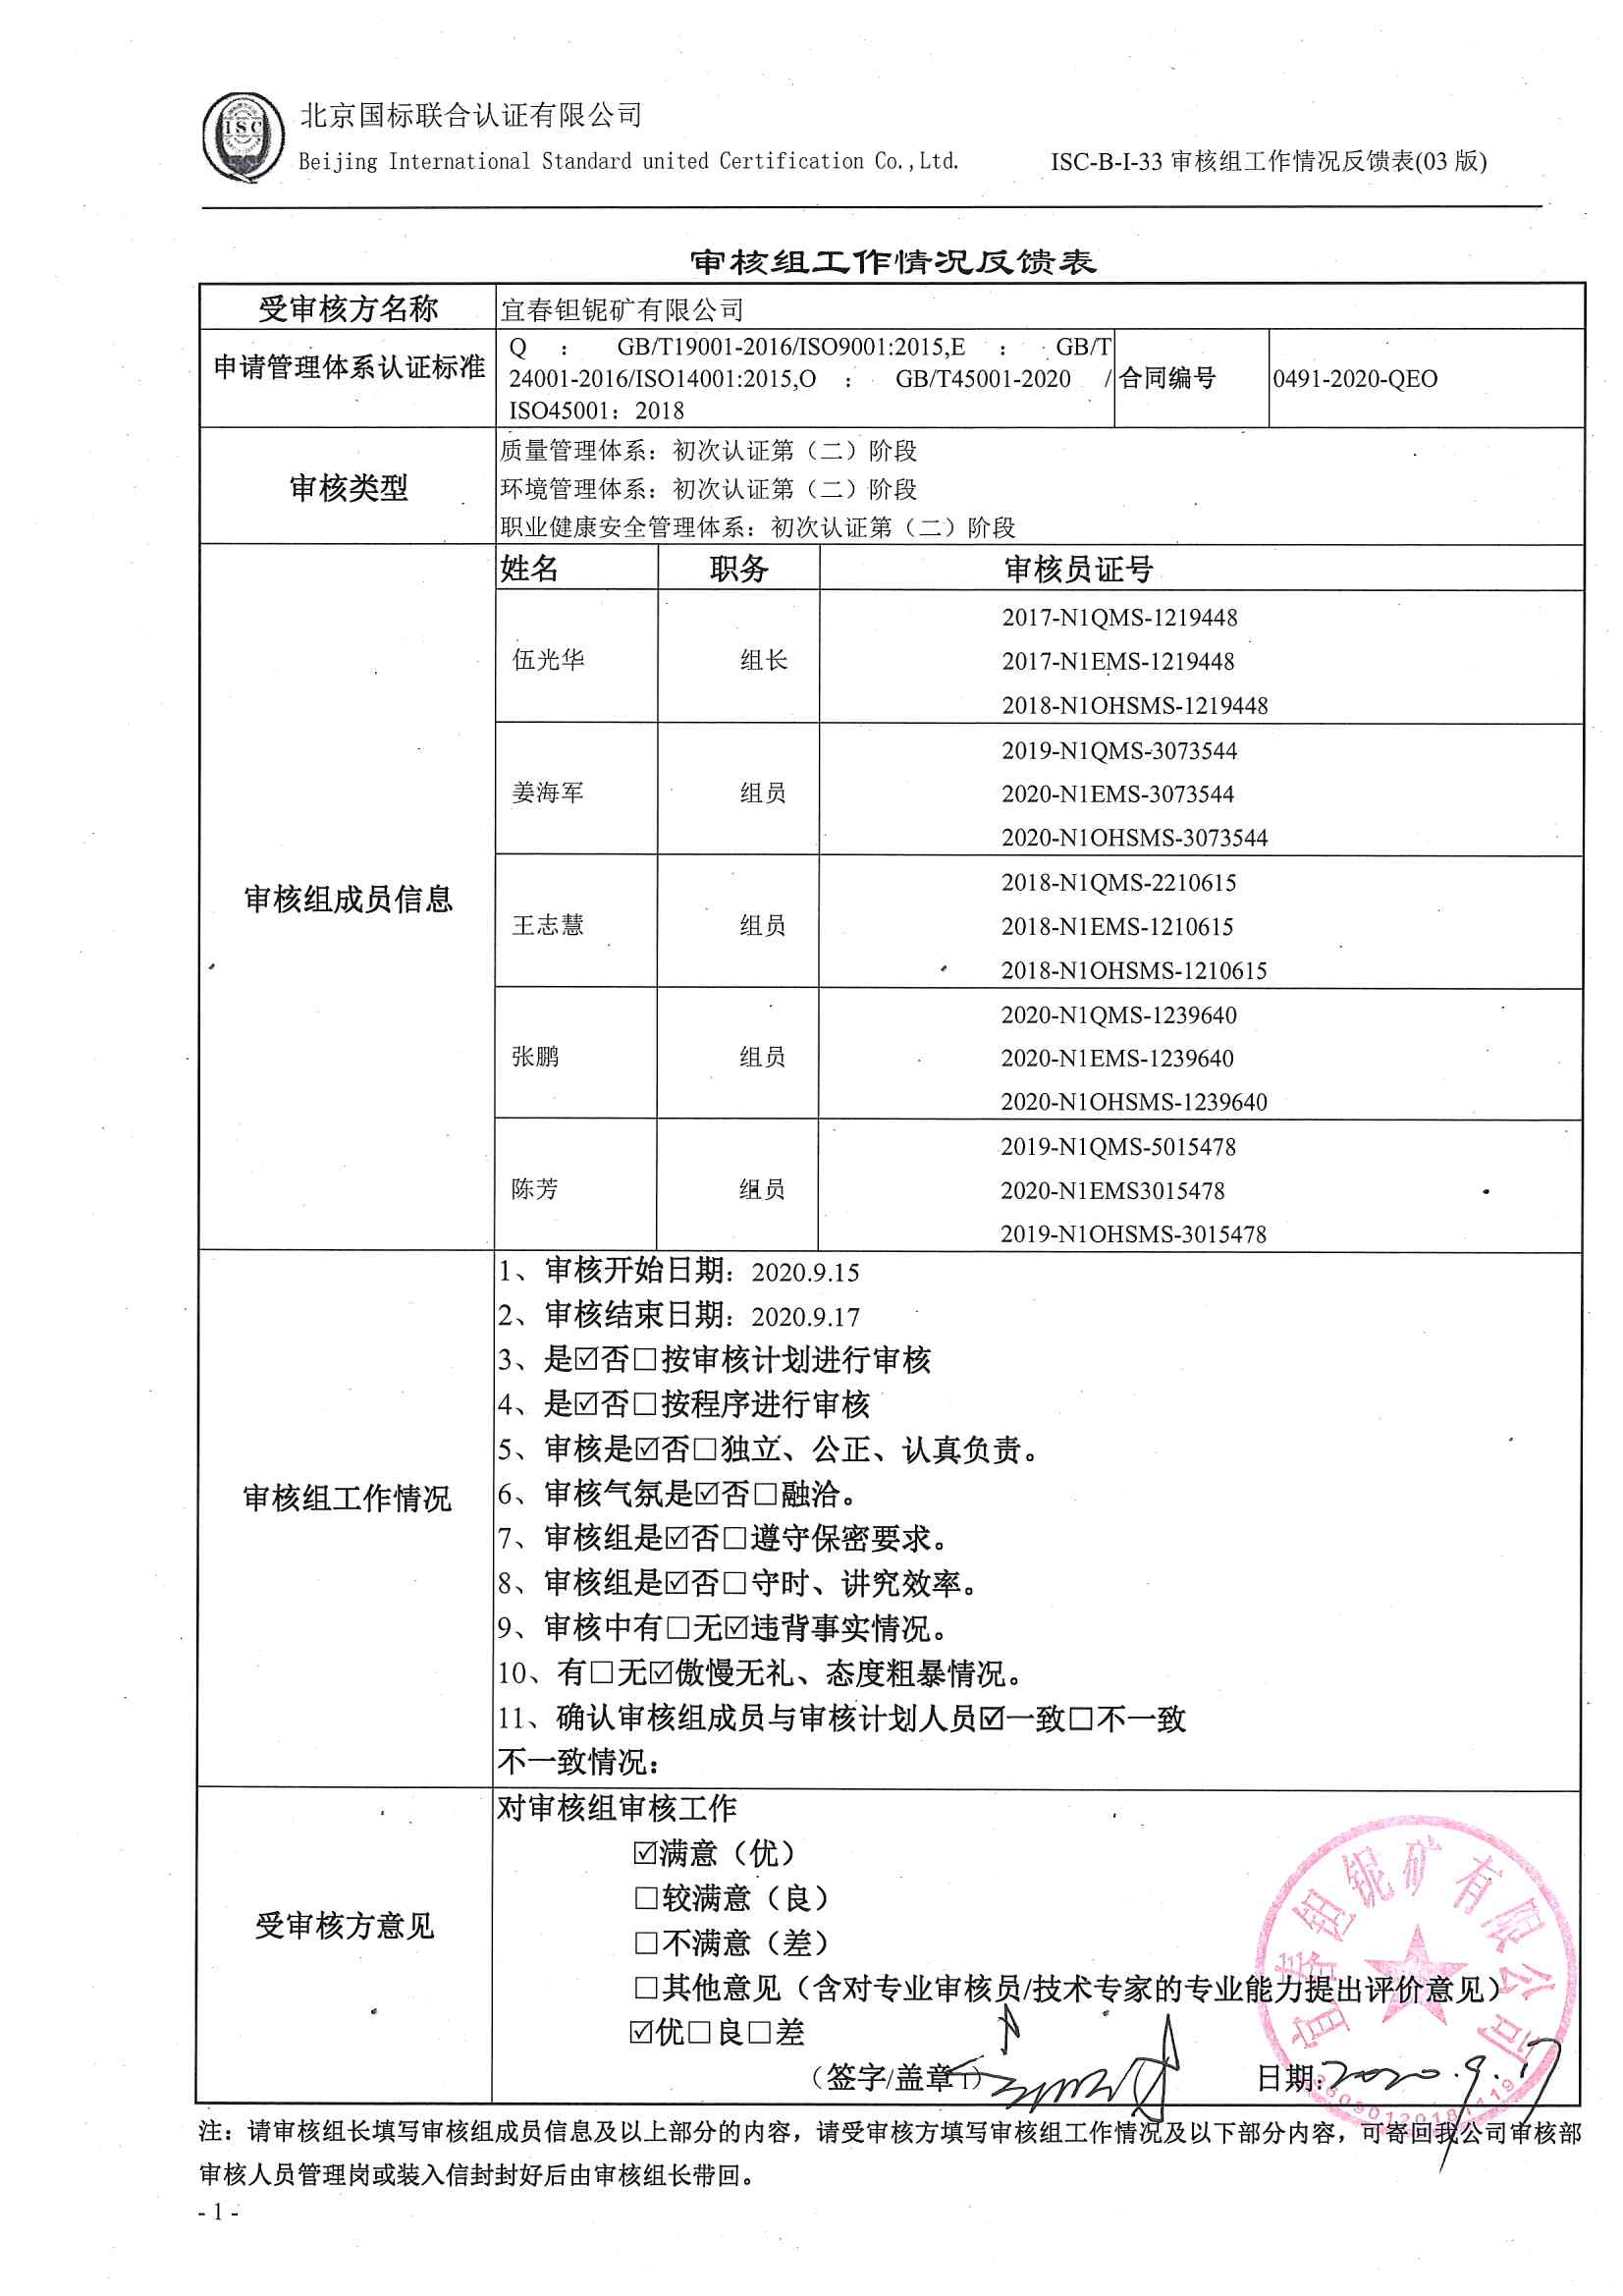 ISC
北京国标联合认证有限公司
Beijing International Standard united Certification Co.,Ltd.
ISC-B-I-33 审核组工作情况反馈表(03 版)
审核组工作情况反馈表
受审核方名称 宜春钽铌矿有限公司
申请管理体系认证标准
Q : GB/T19001-2016/ISO9001:2015,E : GB/T
24001-2016/ISO14001:2015,O : GB/T45001-2020 /
ISO45001: 2018
合同编号 0491-2020-QEO
审核类型
质量管理体系：初次认证第（二）阶段
环境管理体系：初次认证第（二）阶段
职业健康安全管理体系：初次认证第（二）阶段
审核组成员信息
姓名 职务 审核员证号
伍光华 组长
2017-N1QMS-1219448
2017-N1EMS-1219448
2018-N1OHSMS-1219448
姜海军 组员
2019-N1QMS-3073544
2020-N1EMS-3073544
2020-N1OHSMS-3073544
王志慧 组员
2018-N1QMS-2210615
2018-N1EMS-1210615
2018-N1OHSMS-1210615
张鹏 组员
2020-N1QMS-1239640
2020-N1EMS-1239640
2020-N1OHSMS-1239640
陈芳 组员
2019-N1QMS-5015478
2020-N1EMS3015478
2019-N1OHSMS-3015478
审核组工作情况
1、审核开始日期：2020.9.15
2、审核结束日期：2020.9.17
3、是☑否□按审核计划进行审核
4、是☑否□按程序进行审核
5、审核是☑否□独立、公正、认真负责。
6、审核气氛是☑否□融洽。
7、审核组是☑否□遵守保密要求。
8、审核组是☑否□守时、讲究效率。
9、审核中有□无☑违背事实情况。
10、有□无☑傲慢无礼、态度粗暴情况。
11、确认审核组成员与审核计划人员☑一致□不一致
不一致情况：
受审核方意见
对审核组审核工作
☑满意（优）
□较满意（良）
□不满意（差）
□其他意见（含对专业审核员/技术专家的专业能力提出评价意见）
☑优□良□差
（签字/盖章） 日期:2020.9.17
宜春钽铌矿有限公司
注：请审核组长填写审核组成员信息及以上部分的内容，请受审核方填写审核组工作情况及以下部分内容，可寄回我公司审核部
审核人员管理岗或装入信封封好后由审核组长带回。
- 1 -